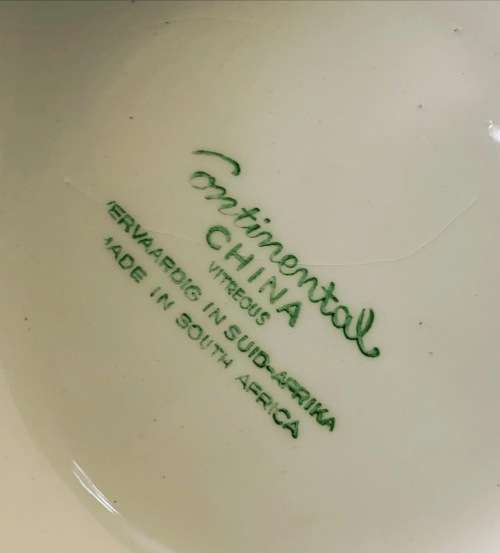 Continental
CHINA
VITREOUS
VERVAARDIG IN SUID-AFRIKA
MADE IN SOUTH AFRICA